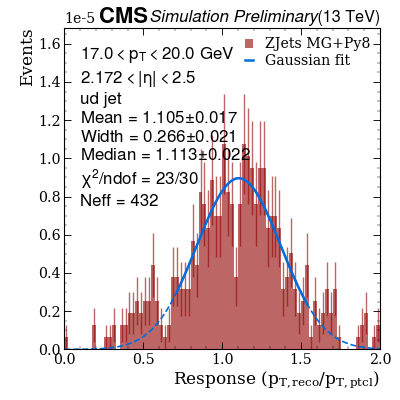 1e-5 CMS Simulation Preliminary (13 TeV)
Events
17.0 < p_T < 20.0 GeV
2.172 < |η| < 2.5
ud jet
Mean = 1.105±0.017
Width = 0.266±0.021
Median = 1.113±0.022
χ²/ndof = 23/30
Neff = 432
ZJets MG+Py8
Gaussian fit
1.6
1.4
1.2
1.0
0.8
0.6
0.4
0.2
0.0
0.0 0.5 1.0 1.5 2.0
Response (p_T,reco/p_T,ptcl)